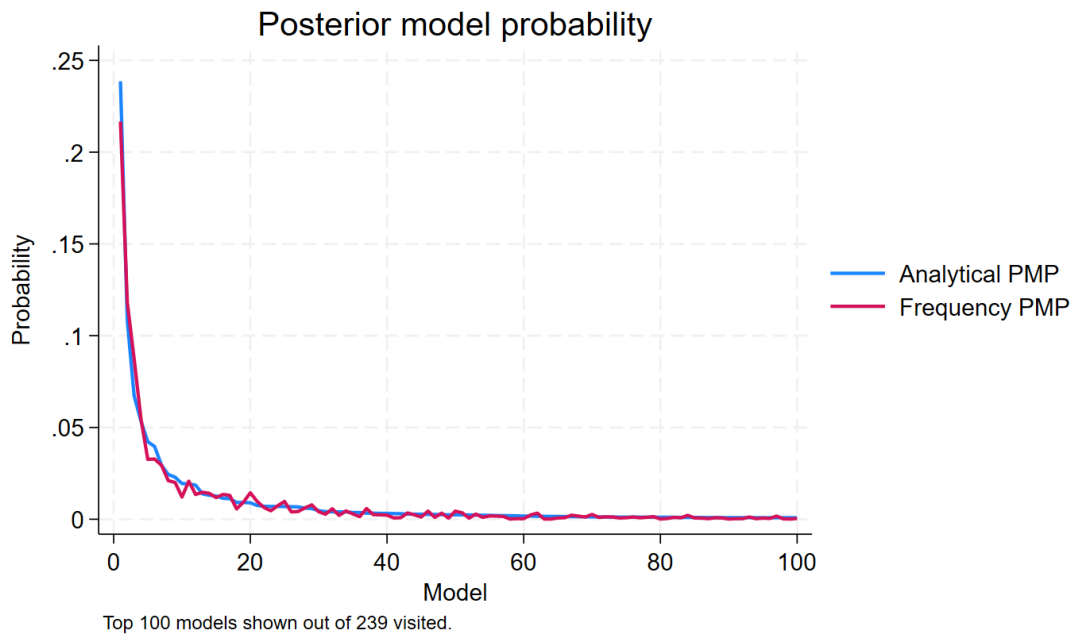 Posterior model probability
Probability
.25
.2
.15
.1
.05
0
0 20 40 60 80 100
Model
Analytical PMP
Frequency PMP
Top 100 models shown out of 239 visited.